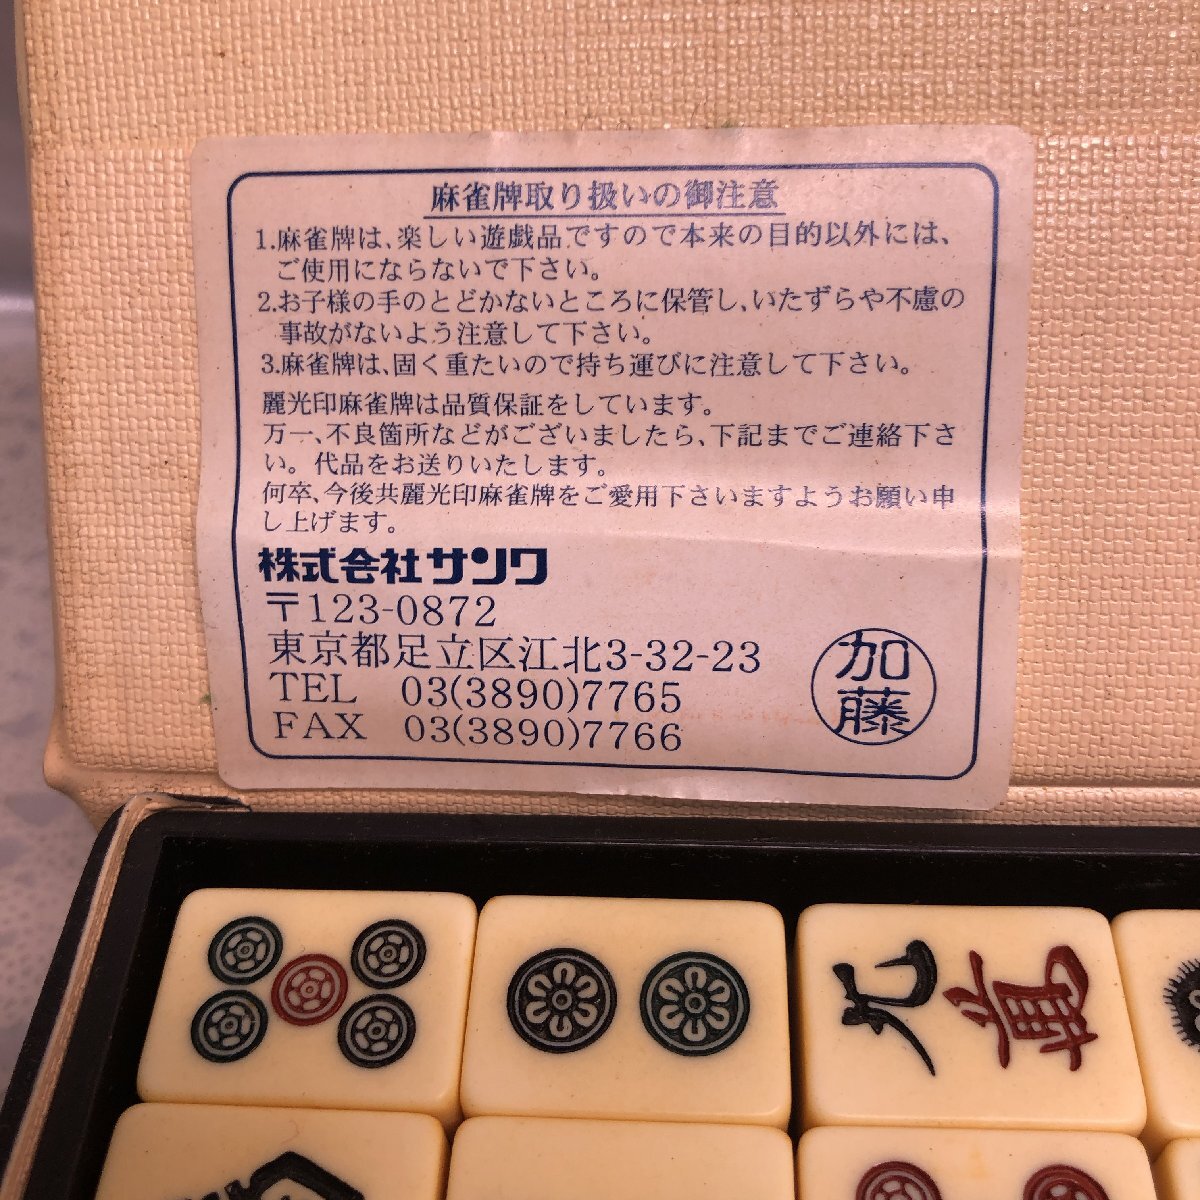 麻雀牌取り扱いの御注意
1.麻雀牌は、楽しい遊戯品ですので本来の目的以外には、
ご使用にならないで下さい。
2.お子様の手のとどかないところに保管し、いたずらや不慮の
事故がないよう注意して下さい。
3.麻雀牌は、固く重たいので持ち運びに注意して下さい。
麗光印麻雀牌は品質保証をしています。
万一、不良箇所などがございましたら、下記までご連絡下さ
い。代品をお送りいたします。
何卒、今後共麗光印麻雀牌をご愛用下さいますようお願い申
し上げます。
株式会社サンワ
〒123-0872
東京都足立区江北3-32-23
TEL 03(3890)7765
FAX 03(3890)7766
加
藤
九萬